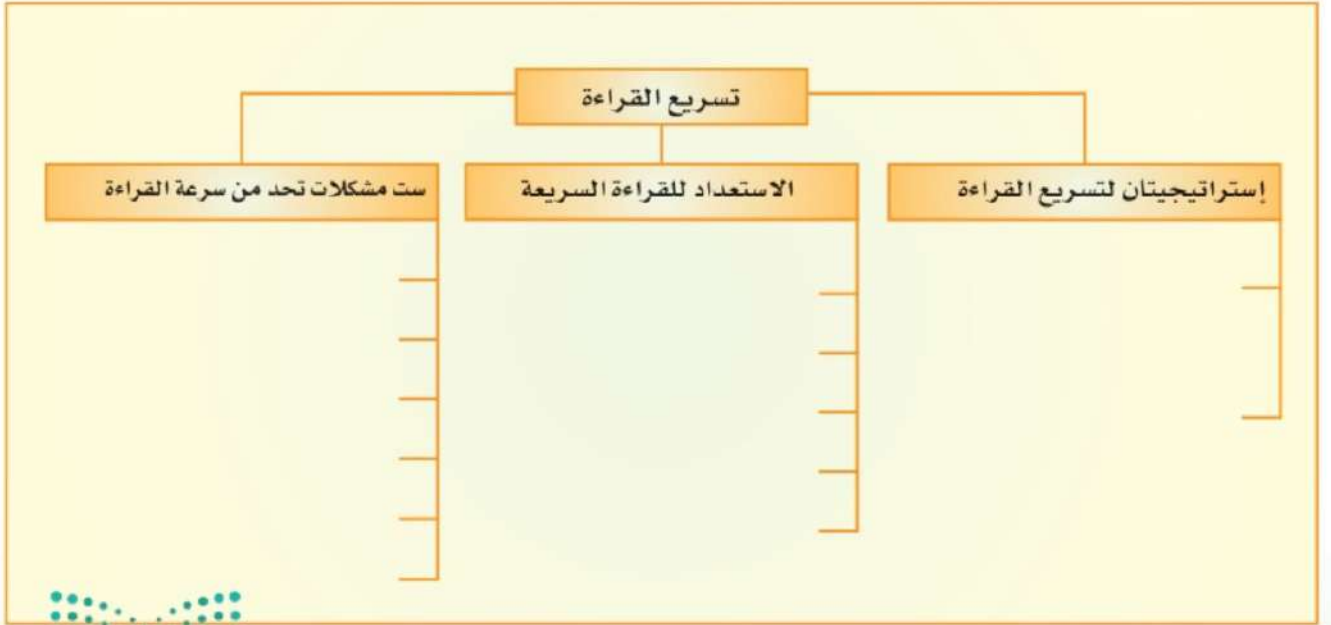 تسريع القراءة
إستراتيجيتان لتسريع القراءة
الاستعداد للقراءة السريعة
ست مشكلات تحد من سرعة القراءة